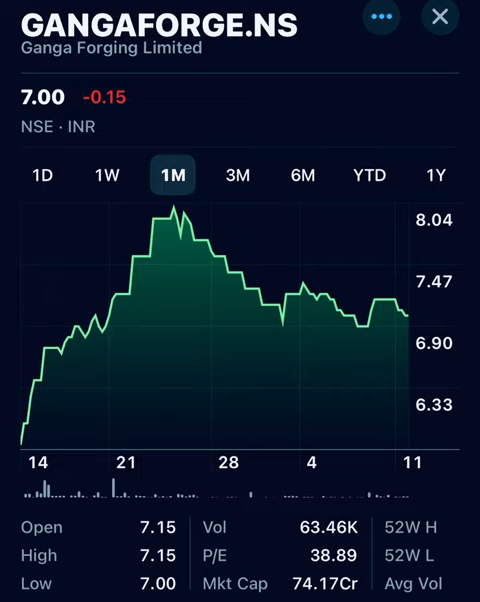 GANGAFORGE.NS
Ganga Forging Limited
7.00 -0.15
NSE · INR
1D 1W 1M 3M 6M YTD 1Y
8.04
7.47
6.90
6.33
14 21 28 4 11
Open 7.15 Vol 63.46K 52W H
High 7.15 P/E 38.89 52W L
Low 7.00 Mkt Cap 74.17Cr Avg Vol